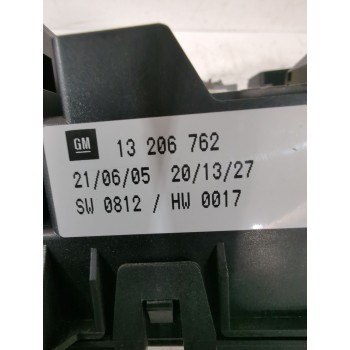 GM 13 206 762
21/06/05 20/13/27
SW 0812 / HW 0017